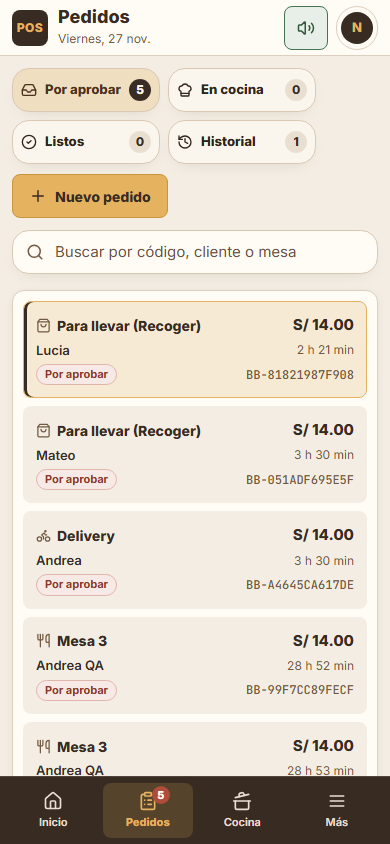 POS
Pedidos
Viernes, 27 nov.
N
Por aprobar 5
En cocina 0
Listos 0
Historial 1
+ Nuevo pedido
Buscar por código, cliente o mesa
Para llevar (Recoger) S/ 14.00
Lucia 2 h 21 min
Por aprobar BB-81821987F908
Para llevar (Recoger) S/ 14.00
Mateo 3 h 30 min
Por aprobar BB-051ADF695E5F
Delivery S/ 14.00
Andrea 3 h 30 min
Por aprobar BB-A4645CA617DE
Mesa 3 S/ 14.00
Andrea QA 28 h 52 min
Por aprobar BB-99F7CC89FECF
Mesa 3 S/ 14.00
Andrea QA 28 h 53 min
5
Inicio Pedidos Cocina Más